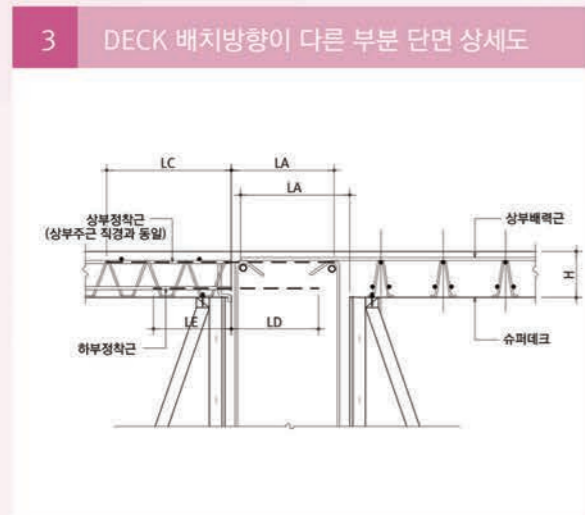 3 DECK 배치방향이 다른 부분 단면 상세도
LC LA
LA
상부정착근
(상부주근 직경과 동일)
상부배력근
H
LE LD
하부정착근
슈퍼데크